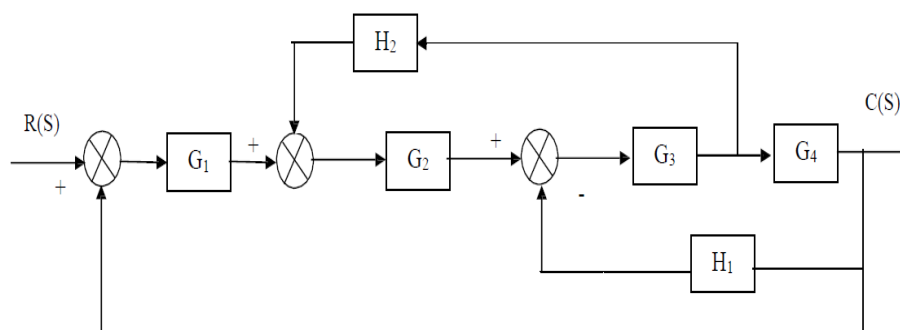 H₂
R(S)
C(S)
+
G₁
+
G₂
+
G₃
G₄
-
H₁
+